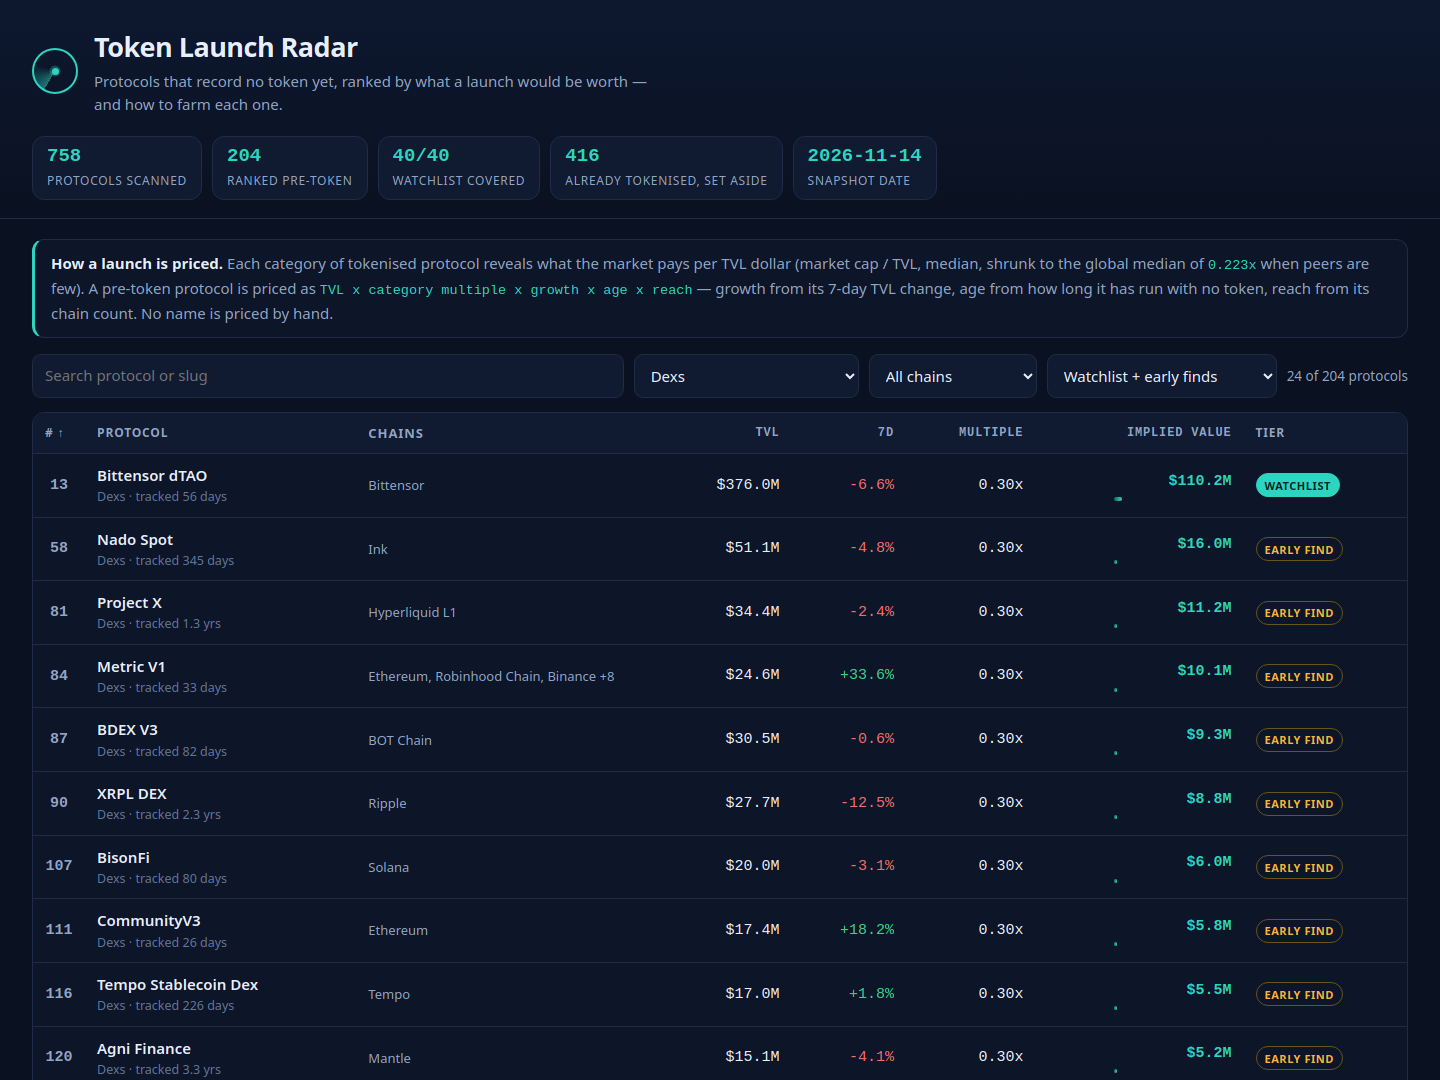 Token Launch Radar
Protocols that record no token yet, ranked by what a launch would be worth —
and how to farm each one.
758
PROTOCOLS SCANNED
204
RANKED PRE-TOKEN
40/40
WATCHLIST COVERED
416
ALREADY TOKENISED, SET ASIDE
2026-11-14
SNAPSHOT DATE
How a launch is priced. Each category of tokenised protocol reveals what the market pays per TVL dollar (market cap / TVL, median, shrunk to the global median of 0.223x when peers are
few). A pre-token protocol is priced as TVL x category multiple x growth x age x reach — growth from its 7-day TVL change, age from how long it has run with no token, reach from its
chain count. No name is priced by hand.
Search protocol or slug
Dexs
All chains
Watchlist + early finds
24 of 204 protocols
# ↑ PROTOCOL CHAINS TVL 7D MULTIPLE IMPLIED VALUE TIER
13 Bittensor dTAO Bittensor $376.0M -6.6% 0.30x $110.2M WATCHLIST
Dexs · tracked 56 days
58 Nado Spot Ink $51.1M -4.8% 0.30x $16.0M EARLY FIND
Dexs · tracked 345 days
81 Project X Hyperliquid L1 $34.4M -2.4% 0.30x $11.2M EARLY FIND
Dexs · tracked 1.3 yrs
84 Metric V1 Ethereum, Robinhood Chain, Binance +8 $24.6M +33.6% 0.30x $10.1M EARLY FIND
Dexs · tracked 33 days
87 BDEX V3 BOT Chain $30.5M -0.6% 0.30x $9.3M EARLY FIND
Dexs · tracked 82 days
90 XRPL DEX Ripple $27.7M -12.5% 0.30x $8.8M EARLY FIND
Dexs · tracked 2.3 yrs
107 BisonFi Solana $20.0M -3.1% 0.30x $6.0M EARLY FIND
Dexs · tracked 80 days
111 CommunityV3 Ethereum $17.4M +18.2% 0.30x $5.8M EARLY FIND
Dexs · tracked 26 days
116 Tempo Stablecoin Dex Tempo $17.0M +1.8% 0.30x $5.5M EARLY FIND
Dexs · tracked 226 days
120 Agni Finance Mantle $15.1M -4.1% 0.30x $5.2M EARLY FIND
Dexs · tracked 3.3 yrs